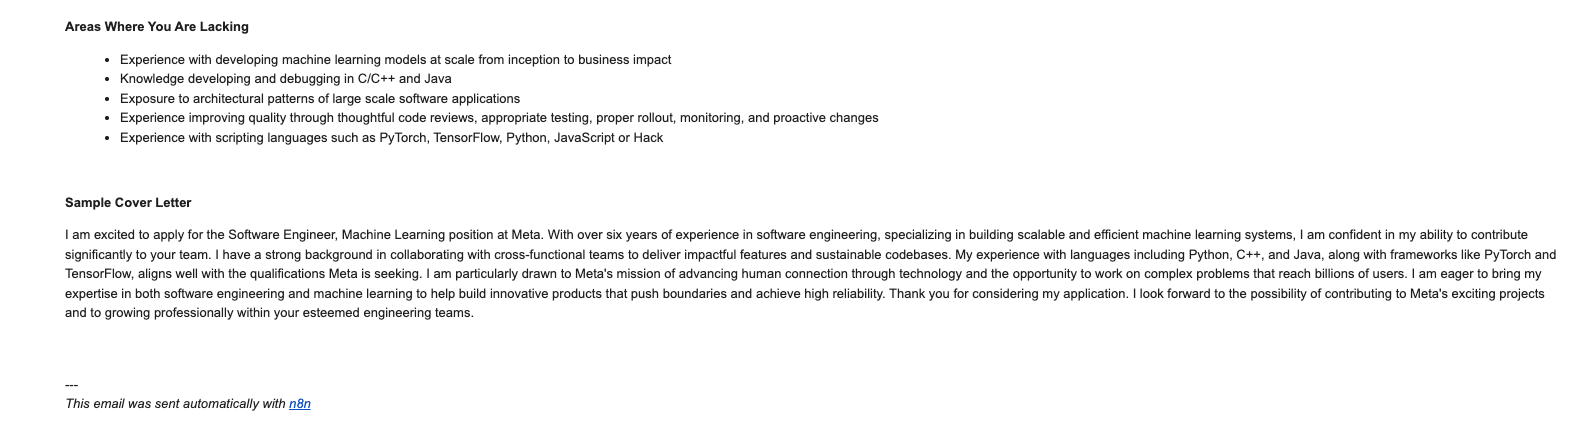 Areas Where You Are Lacking
• Experience with developing machine learning models at scale from inception to business impact
• Knowledge developing and debugging in C/C++ and Java
• Exposure to architectural patterns of large scale software applications
• Experience improving quality through thoughtful code reviews, appropriate testing, proper rollout, monitoring, and proactive changes
• Experience with scripting languages such as PyTorch, TensorFlow, Python, JavaScript or Hack
Sample Cover Letter
I am excited to apply for the Software Engineer, Machine Learning position at Meta. With over six years of experience in software engineering, specializing in building scalable and efficient machine learning systems, I am confident in my ability to contribute
significantly to your team. I have a strong background in collaborating with cross-functional teams to deliver impactful features and sustainable codebases. My experience with languages including Python, C++, and Java, along with frameworks like PyTorch and
TensorFlow, aligns well with the qualifications Meta is seeking. I am particularly drawn to Meta's mission of advancing human connection through technology and the opportunity to work on complex problems that reach billions of users. I am eager to bring my
expertise in both software engineering and machine learning to help build innovative products that push boundaries and achieve high reliability. Thank you for considering my application. I look forward to the possibility of contributing to Meta's exciting projects
and to growing professionally within your esteemed engineering teams.
---
This email was sent automatically with n8n